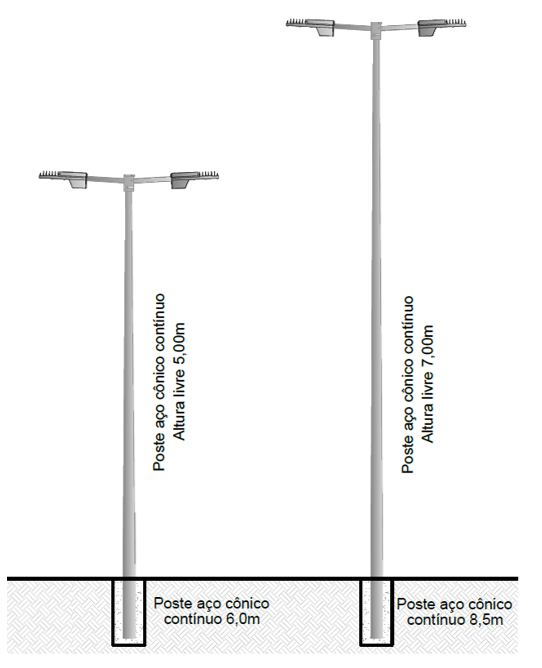 Poste aço cônico contínuo
Altura livre 5,00m
Poste aço cônico contínuo
Altura livre 7,00m
Poste aço cônico
contínuo 6,0m
Poste aço cônico
contínuo 8,5m